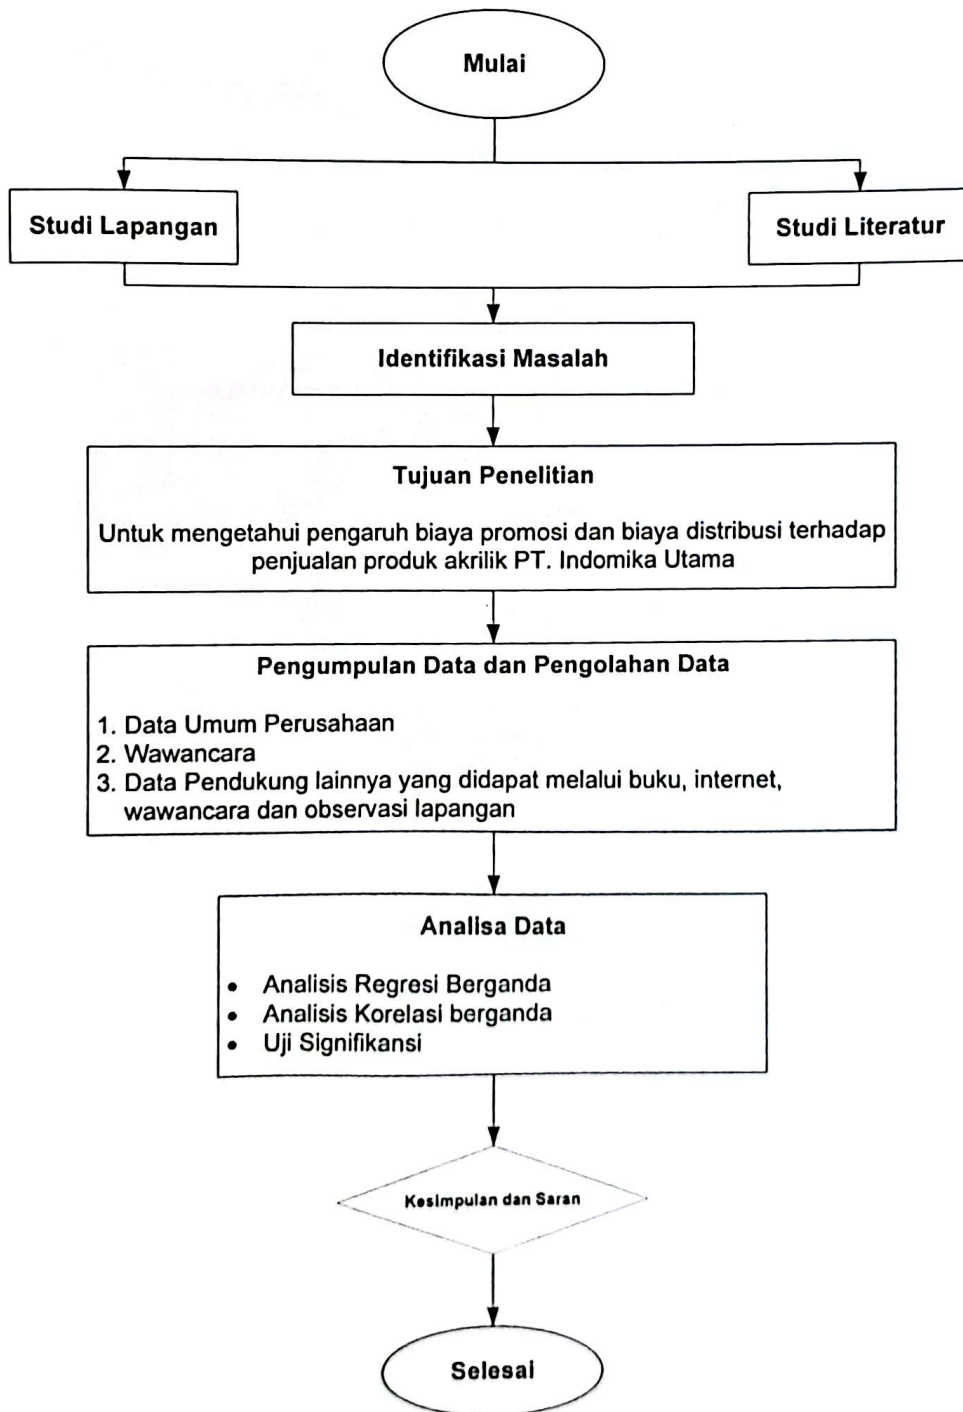 Mulai
Studi Lapangan
Studi Literatur
Identifikasi Masalah
Tujuan Penelitian
Untuk mengetahui pengaruh biaya promosi dan biaya distribusi terhadap
penjualan produk akrilik PT. Indomika Utama
Pengumpulan Data dan Pengolahan Data
1. Data Umum Perusahaan
2. Wawancara
3. Data Pendukung lainnya yang didapat melalui buku, internet,
wawancara dan observasi lapangan
Analisa Data
• Analisis Regresi Berganda
• Analisis Korelasi berganda
• Uji Signifikansi
Kesimpulan dan Saran
Selesai